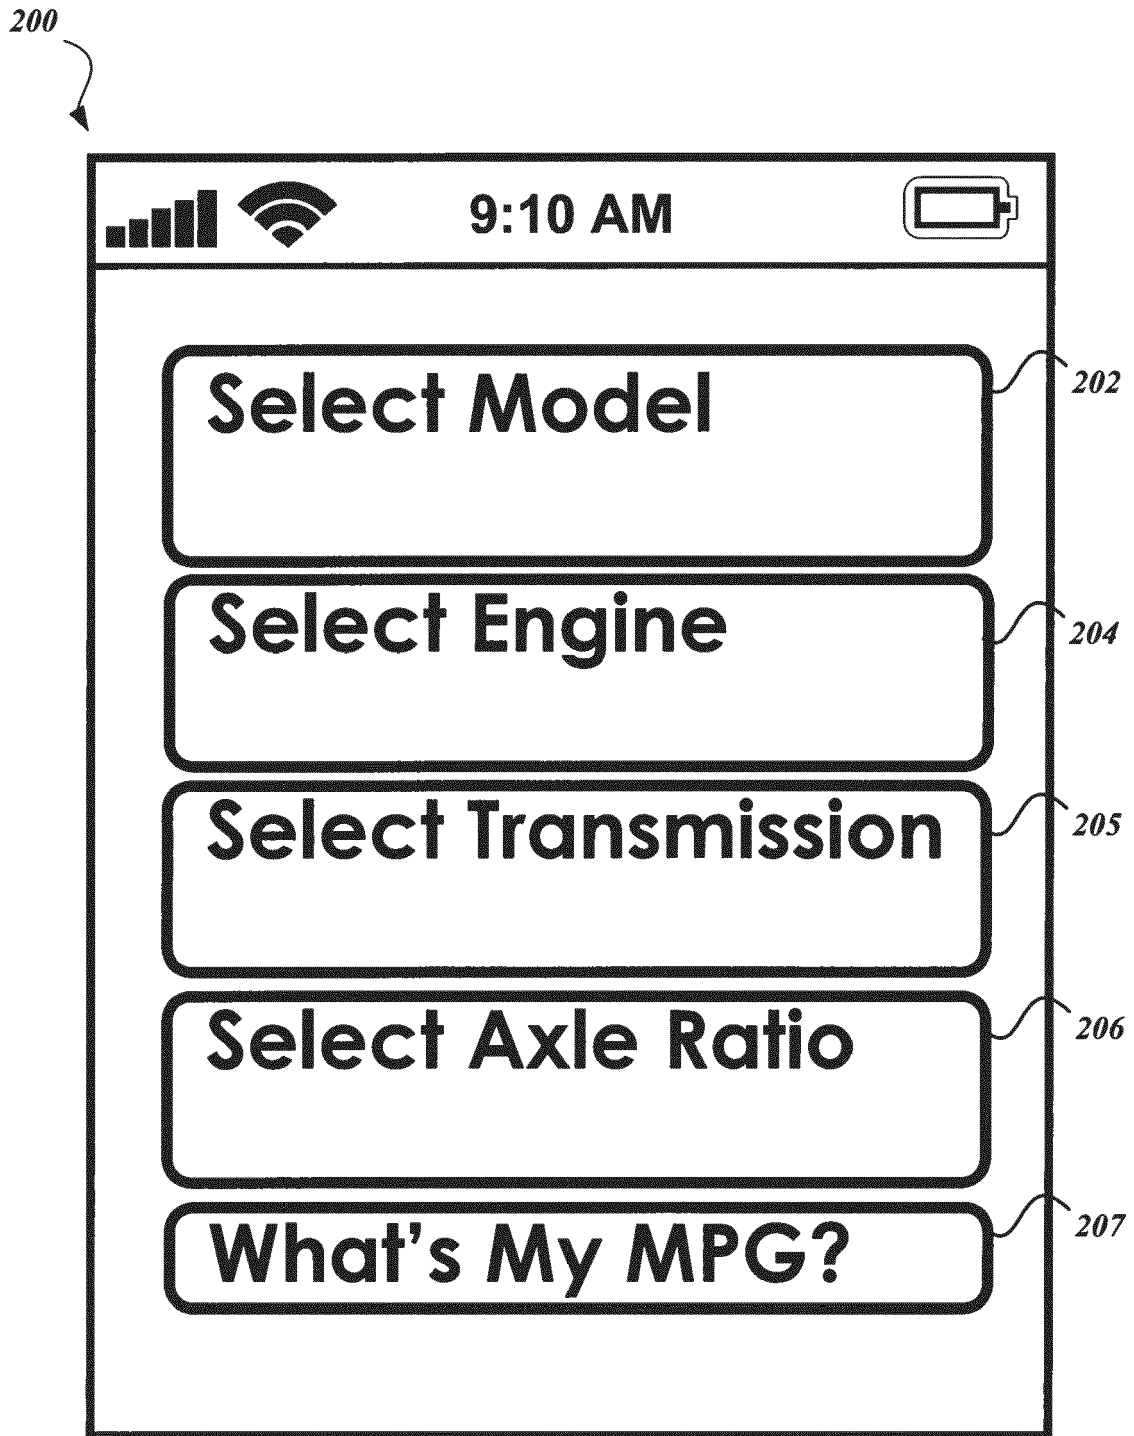 200
9:10 AM
Select Model
202
Select Engine
204
Select Transmission
205
Select Axle Ratio
206
What's My MPG?
207